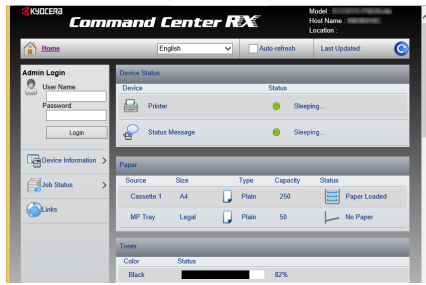 KYOCERA
Command Center RX
Model :
Host Name :
Location :
Home
English
Auto-refresh
Last Updated :
Admin Login
User Name
Password
Login
Device Information
Job Status
Links
Device Status
Device Status
Printer Sleeping...
Status Message Sleeping...
Paper
Source Size Type Capacity Status
Cassette 1 A4 Plain 250 Paper Loaded
MP Tray Legal Plain 50 No Paper
Toner
Color Status
Black 82%